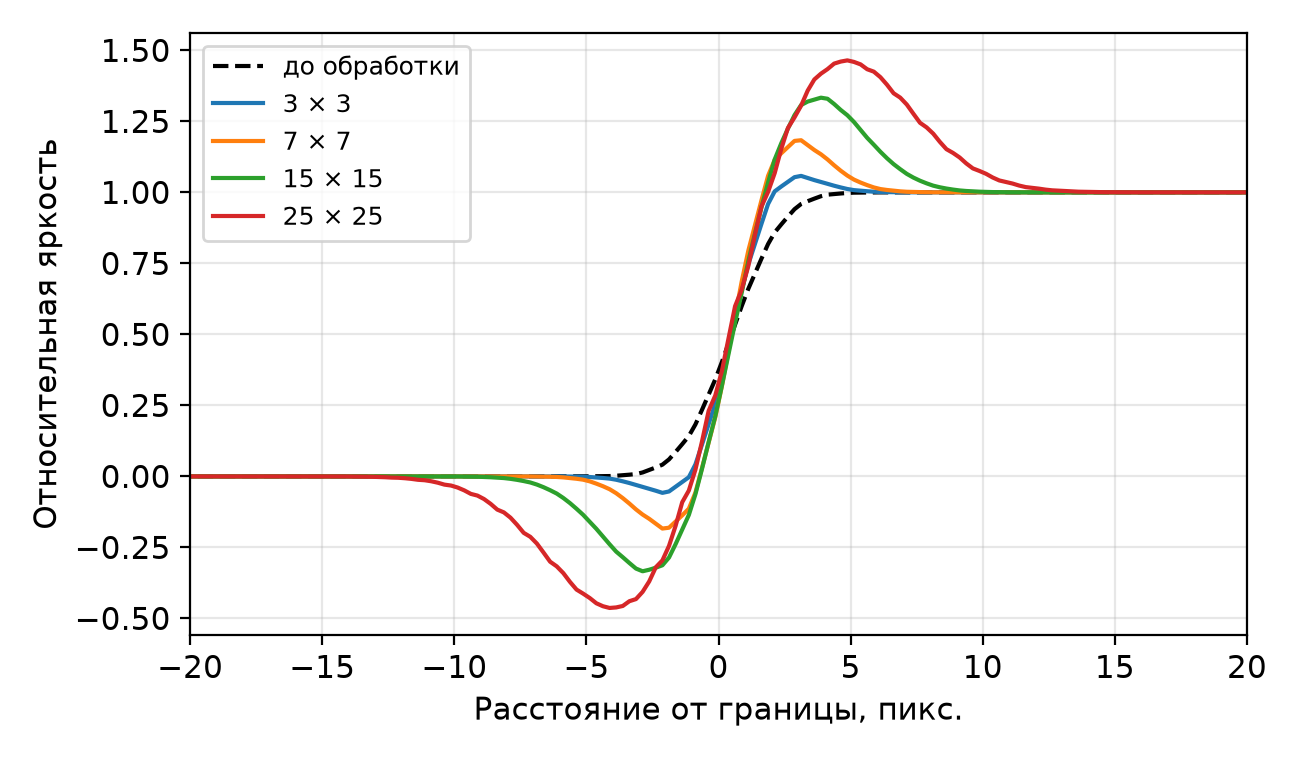 1.50
1.25
1.00
0.75
0.50
0.25
0.00
−0.25
−0.50
Относительная яркость
до обработки
3 × 3
7 × 7
15 × 15
25 × 25
−20 −15 −10 −5 0 5 10 15 20
Расстояние от границы, пикс.